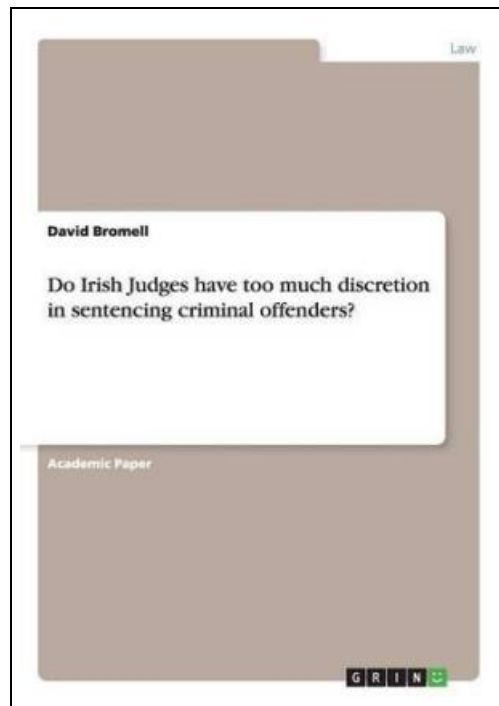 Law
David Bromell
Do Irish Judges have too much discretion
in sentencing criminal offenders?
Academic Paper
GRIN